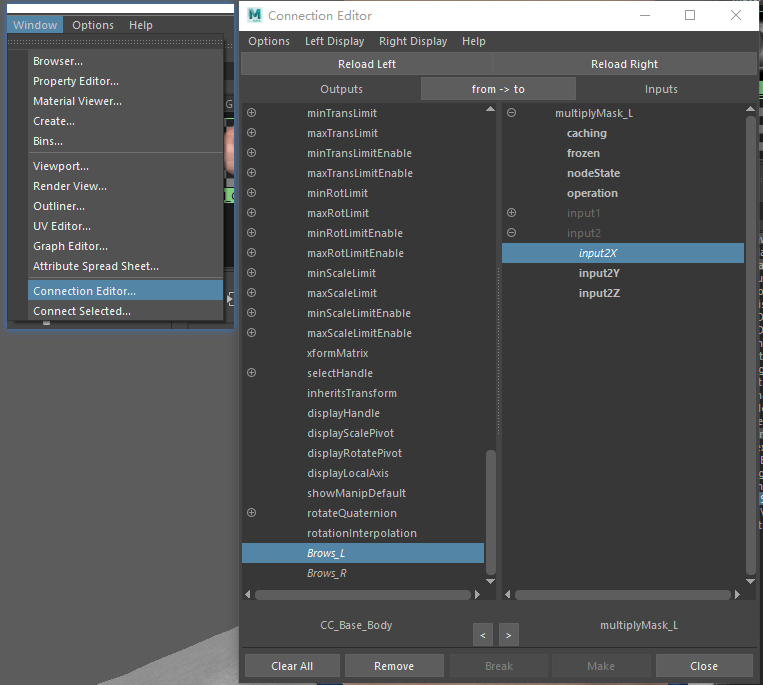 Window Options Help
Browser...
Property Editor...
Material Viewer...
Create...
Bins...
Viewport...
Render View...
Outliner...
UV Editor...
Graph Editor...
Attribute Spread Sheet...
Connection Editor...
Connect Selected...
M Connection Editor
Options Left Display Right Display Help
Reload Left Reload Right
Outputs from -> to Inputs
minTransLimit
maxTransLimit
minTransLimitEnable
maxTransLimitEnable
minRotLimit
maxRotLimit
minRotLimitEnable
maxRotLimitEnable
minScaleLimit
maxScaleLimit
minScaleLimitEnable
maxScaleLimitEnable
xformMatrix
selectHandle
inheritsTransform
displayHandle
displayScalePivot
displayRotatePivot
displayLocalAxis
showManipDefault
rotateQuaternion
rotationInterpolation
Brows_L
Brows_R
multiplyMask_L
caching
frozen
nodeState
operation
input1
input2
input2X
input2Y
input2Z
CC_Base_Body < > multiplyMask_L
Clear All Remove Break Make Close